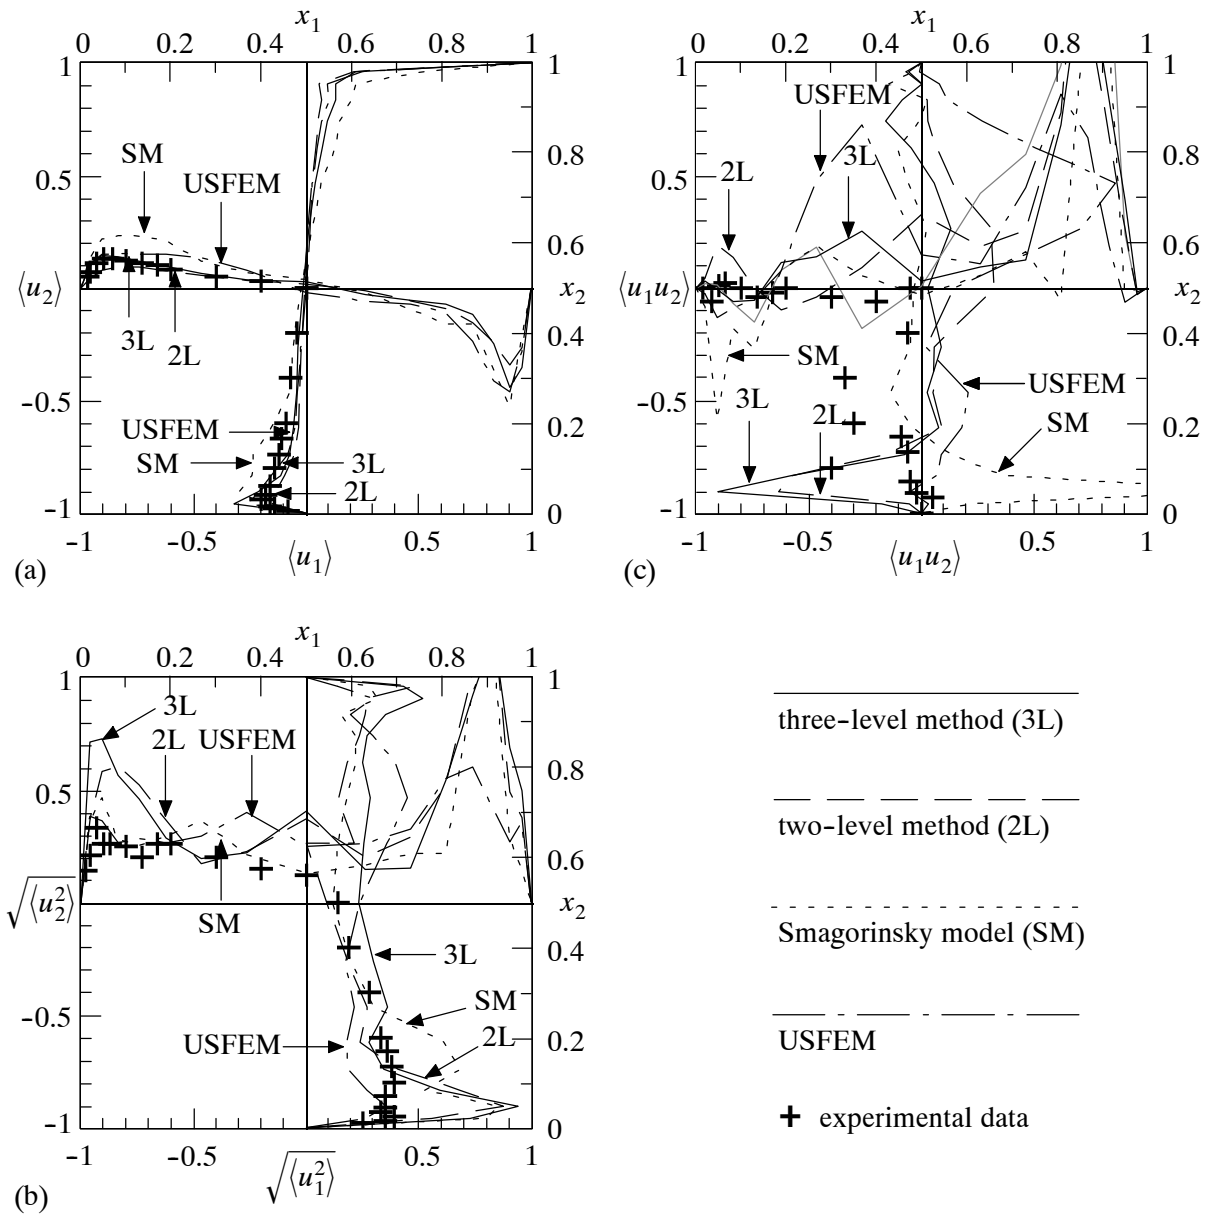 x₁
0 0.2 0.4 0.6 0.8 1
1 1
SM
USFEM
0.8
0.5
0.6
⟨u₂⟩ x₂
3L 2L
0.4
-0.5
USFEM
SM 3L
0.2
2L
-1 0
-1 -0.5 ⟨u₁⟩ 0.5 1
(a)
x₁
0 0.2 0.4 0.6 0.8 1
1 1
USFEM
3L
2L
0.8
0.5
0.6
⟨u₁u₂⟩ x₂
SM
0.4
USFEM
-0.5
3L 2L SM
0.2
-1 0
-1 -0.5 ⟨u₁u₂⟩ 0.5 1
(c)
x₁
0 0.2 0.4 0.6 0.8 1
1 1
3L
2L USFEM
0.8
0.5
0.6
√⟨u₂²⟩ x₂
SM
3L
0.4
-0.5
SM
USFEM 2L
0.2
-1 0
-1 -0.5 √⟨u₁²⟩ 0.5 1
(b)
three-level method (3L)
two-level method (2L)
Smagorinsky model (SM)
USFEM
+ experimental data